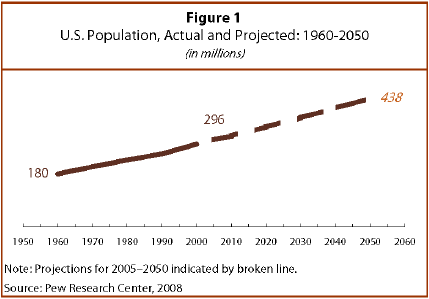 Figure 1
U.S. Population, Actual and Projected: 1960-2050
(in millions)
438
296
180
1950 1960 1970 1980 1990 2000 2010 2020 2030 2040 2050 2060
Note: Projections for 2005–2050 indicated by broken line.
Source: Pew Research Center, 2008